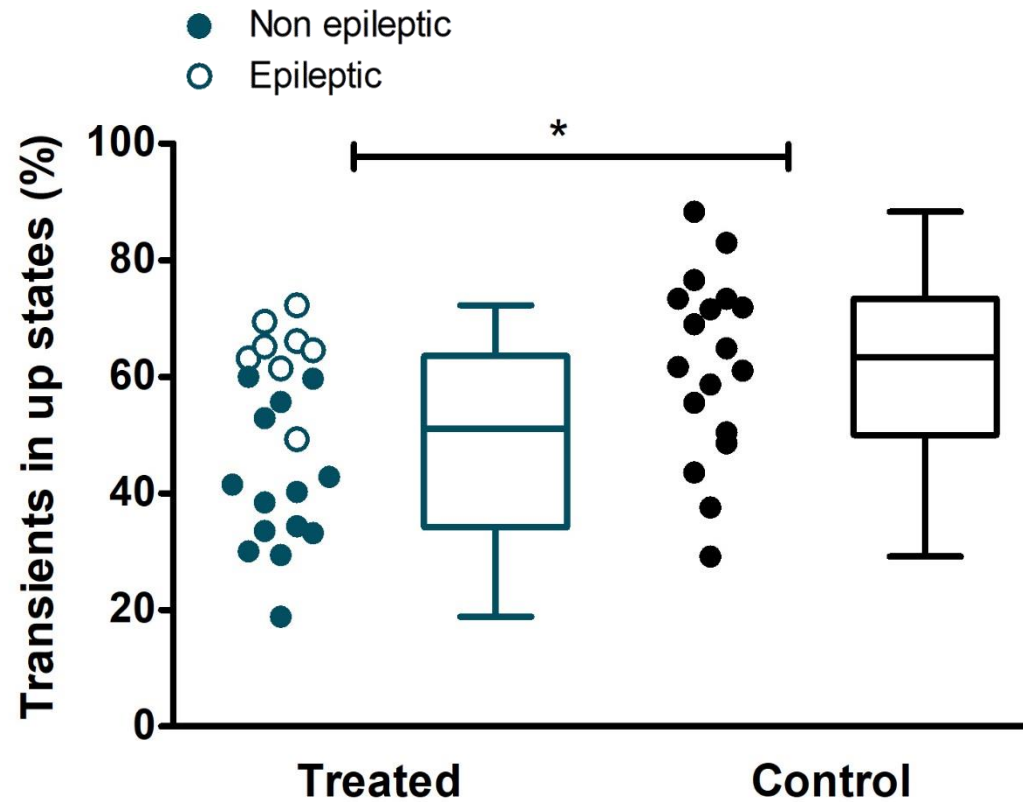 Non epileptic
Epileptic
*
Transients in up states (%)
100
80
60
40
20
0
Treated
Control